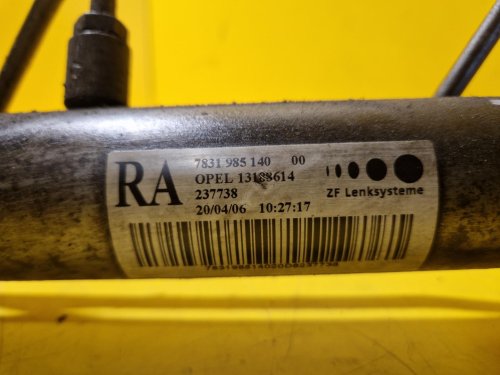 RA
7831 985 140 00
OPEL 13188614
237738
20/04/06 10:27:17
ZF Lenksysteme